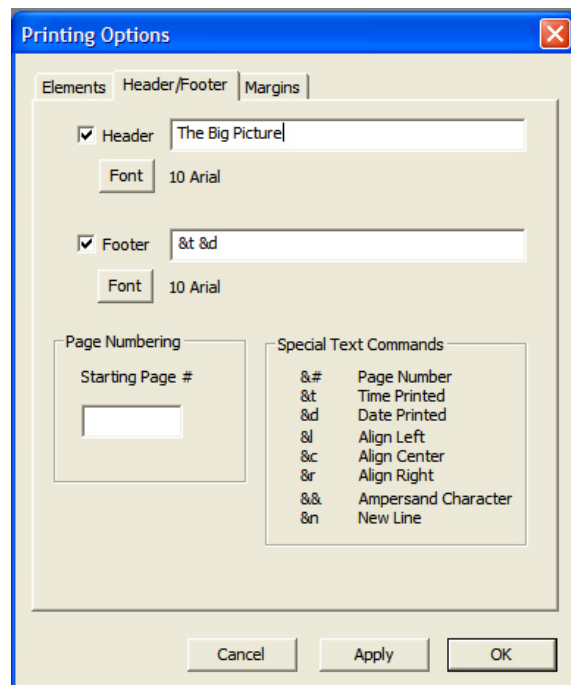 Printing Options
Elements Header/Footer Margins
Header The Big Picture
Font 10 Arial
Footer &t &d
Font 10 Arial
Page Numbering
Starting Page #
Special Text Commands
&# Page Number
&t Time Printed
&d Date Printed
&l Align Left
&c Align Center
&r Align Right
&& Ampersand Character
&n New Line
Cancel Apply OK